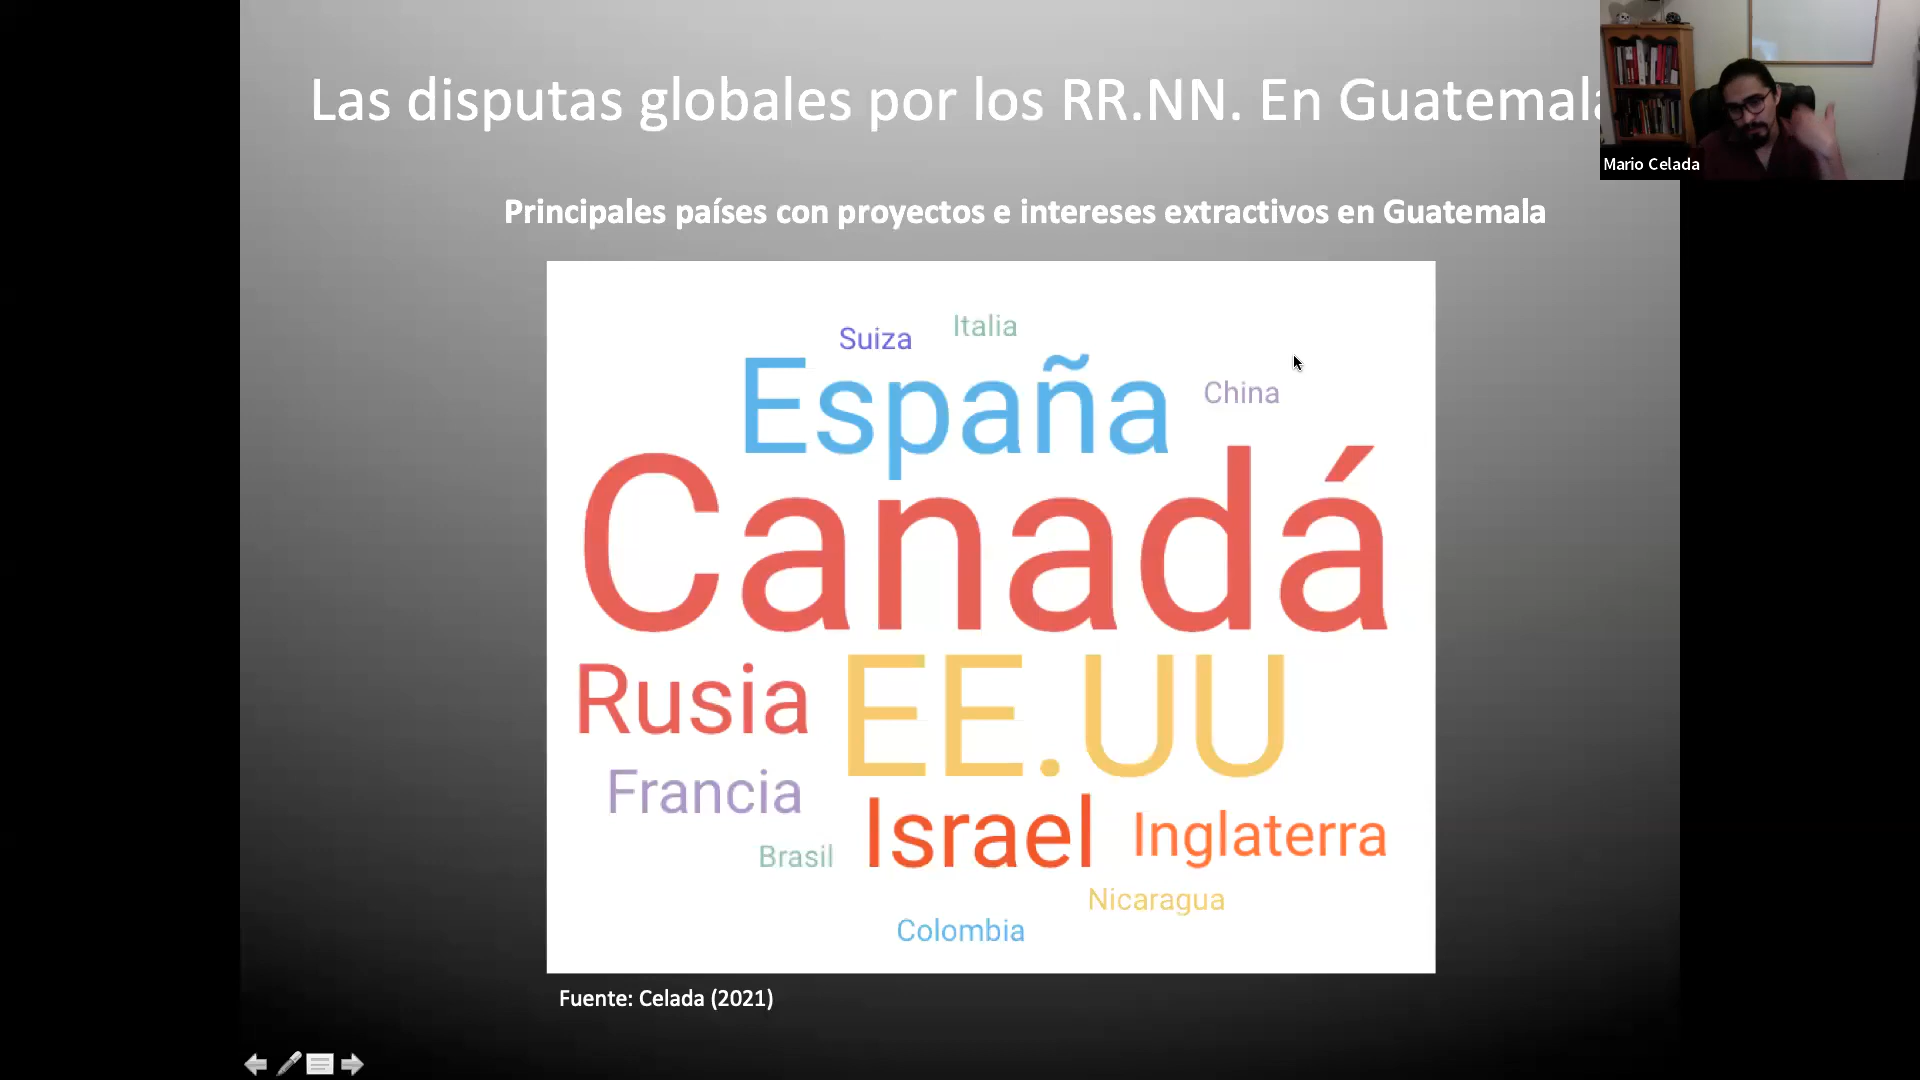 Las disputas globales por los RR.NN. En Guatemala
Mario Celada
Principales países con proyectos e intereses extractivos en Guatemala
Suiza
Italia
España
China
Canadá
Rusia
EE.UU
Francia
Israel
Inglaterra
Brasil
Nicaragua
Colombia
Fuente: Celada (2021)